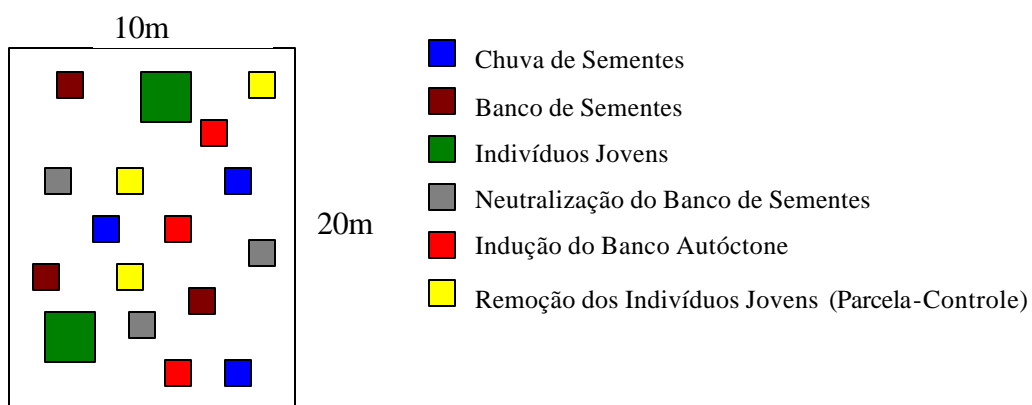 10m
20m
Chuva de Sementes
Banco de Sementes
Indivíduos Jovens
Neutralização do Banco de Sementes
Indução do Banco Autóctone
Remoção dos Indivíduos Jovens (Parcela-Controle)